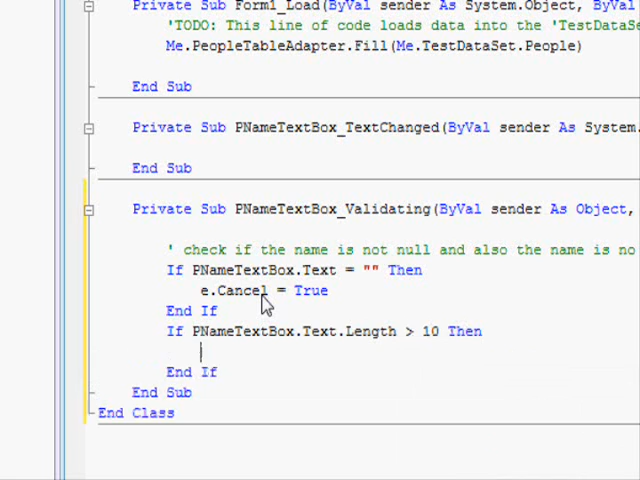 Private Sub Form1_Load(ByVal sender As System.Object, ByVal
'TODO: This line of code loads data into the 'TestDataSe
Me.PeopleTableAdapter.Fill(Me.TestDataSet.People)
End Sub
Private Sub PNameTextBox_TextChanged(ByVal sender As System.
End Sub
Private Sub PNameTextBox_Validating(ByVal sender As Object,
' check if the name is not null and also the name is no
If PNameTextBox.Text = "" Then
e.Cancel = True
End If
If PNameTextBox.Text.Length > 10 Then
End If
End Sub
End Class